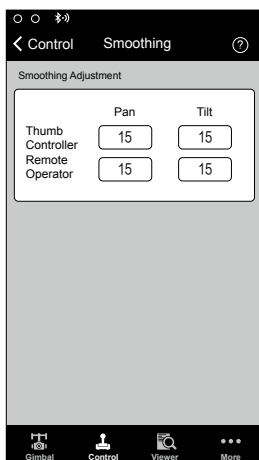 Control Smoothing ?
Smoothing Adjustment
Pan Tilt
Thumb
Controller 15 15
Remote
Operator 15 15
Gimbal Control Viewer More